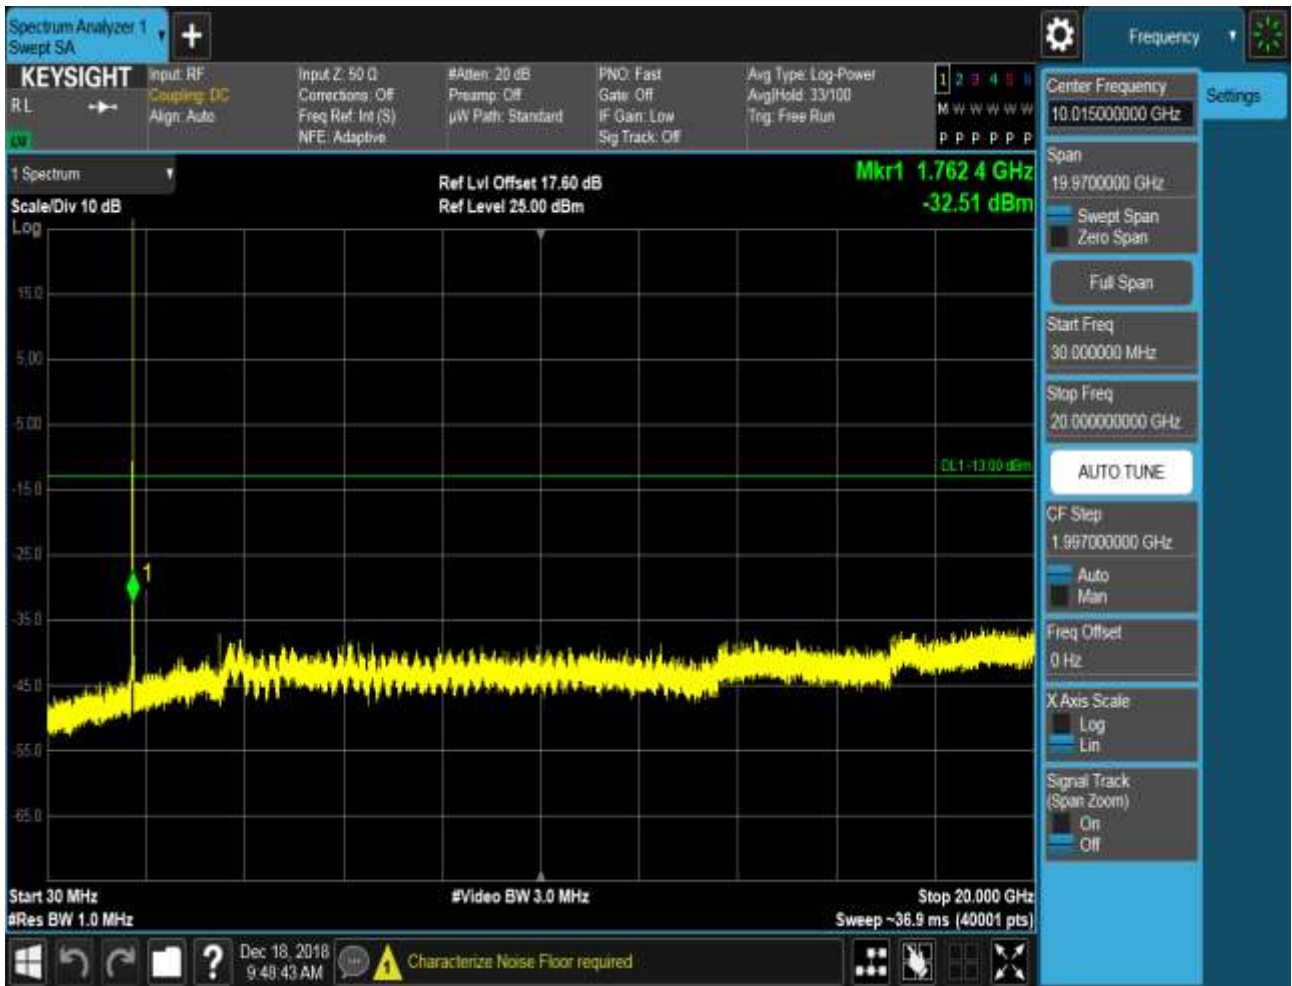 Spectrum Analyzer 1
Swept SA
+
Frequency
KEYSIGHT
RL
Input: RF
Coupling: DC
Align: Auto
Input Z: 50 Ω
Corrections: Off
Freq Ref: Int (S)
NFE: Adaptive
#Atten: 20 dB
Preamp: Off
µW Path: Standard
PNO: Fast
Gate: Off
IF Gain: Low
Sig Track: Off
Avg Type: Log-Power
Avg|Hold: 33/100
Trig: Free Run
1 2 3 4 5 6
M W W W W W
P P P P P P
1 Spectrum
Scale/Div 10 dB
Log
Ref Lvl Offset 17.60 dB
Ref Level 25.00 dBm
Mkr1 1.762 4 GHz
-32.51 dBm
15.0
5.00
-5.00
-15.0
-25.0
-35.0
-45.0
-55.0
-65.0
DL1 -13.00 dBm
1
Start 30 MHz
#Res BW 1.0 MHz
#Video BW 3.0 MHz
Stop 20.000 GHz
Sweep ~36.9 ms (40001 pts)
Center Frequency
10.015000000 GHz
Settings
Span
19.9700000 GHz
Swept Span
Zero Span
Full Span
Start Freq
30.000000 MHz
Stop Freq
20.000000000 GHz
AUTO TUNE
CF Step
1.997000000 GHz
Auto
Man
Freq Offset
0 Hz
X Axis Scale
Log
Lin
Signal Track
(Span Zoom)
On
Off
?
Dec 18, 2018
9:48:43 AM
Characterize Noise Floor required